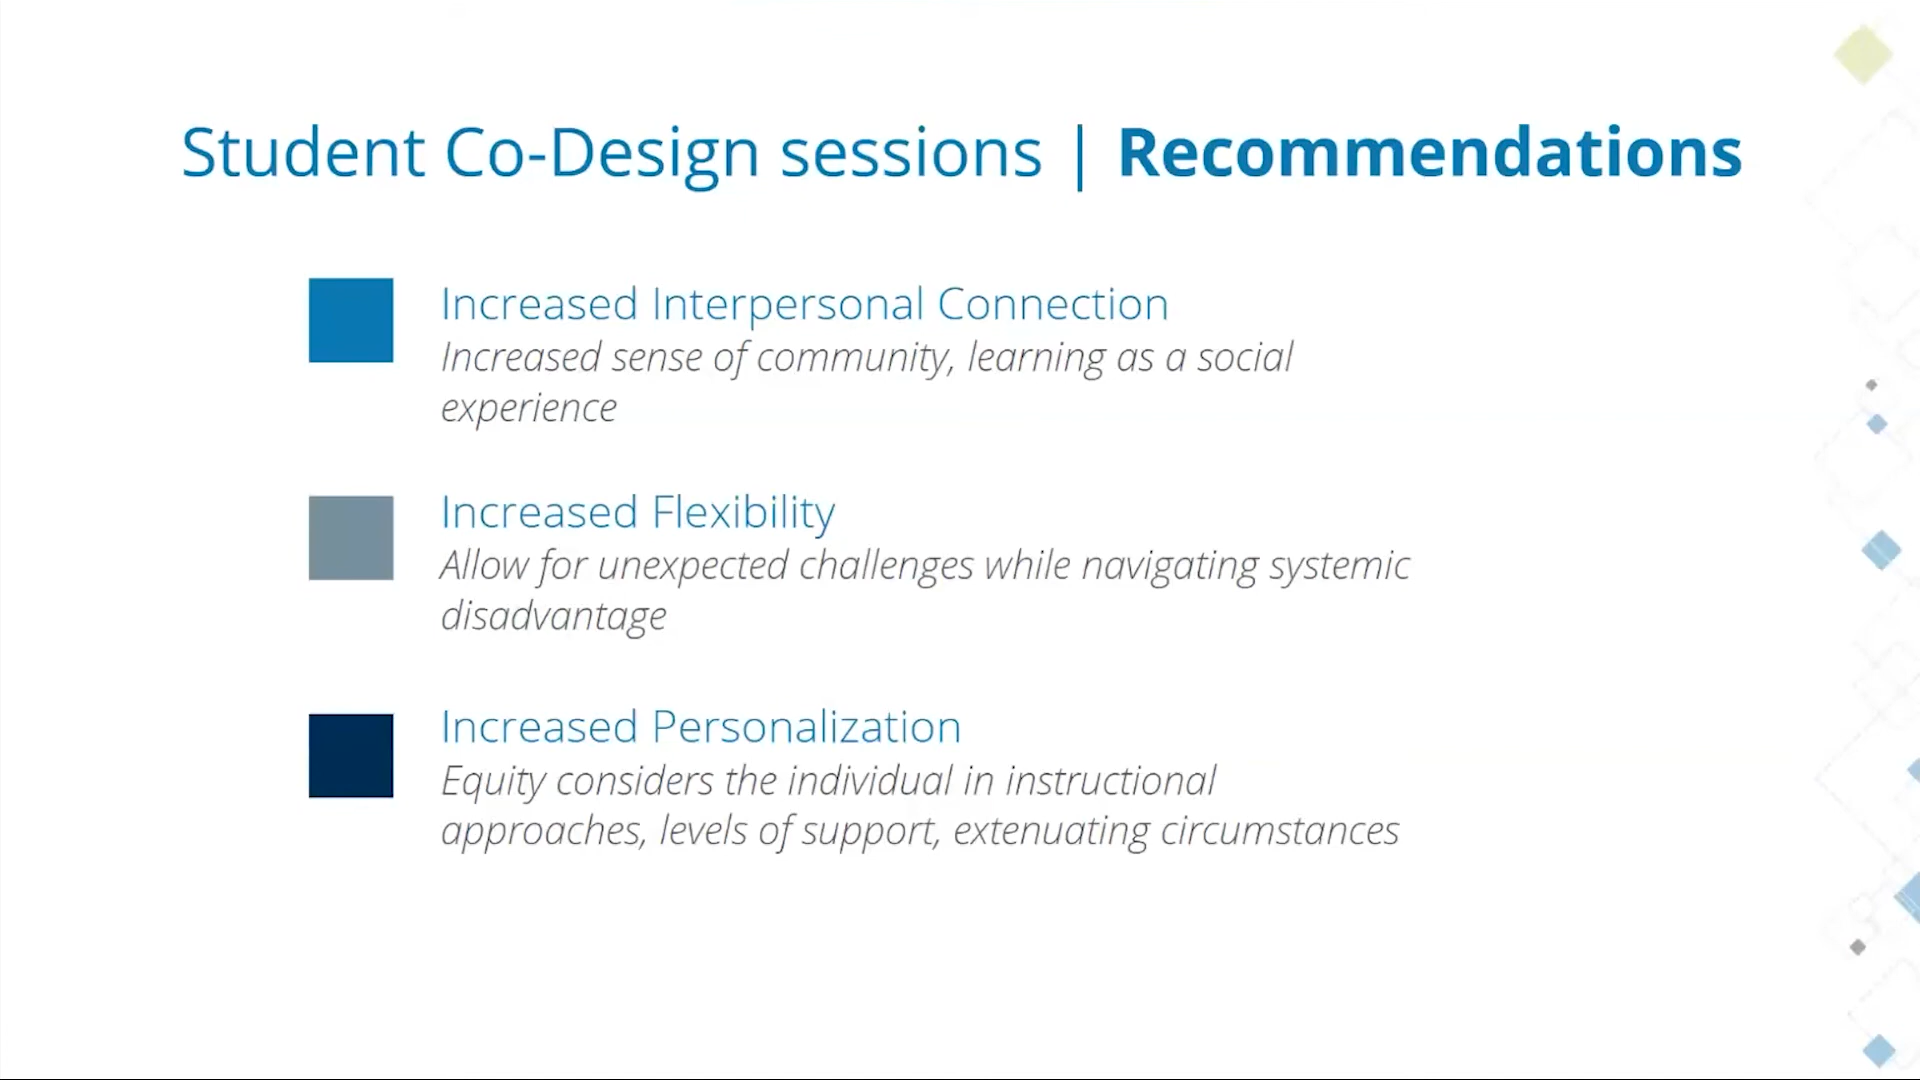 Student Co-Design sessions | Recommendations
Increased Interpersonal Connection
Increased sense of community, learning as a social
experience
Increased Flexibility
Allow for unexpected challenges while navigating systemic
disadvantage
Increased Personalization
Equity considers the individual in instructional
approaches, levels of support, extenuating circumstances